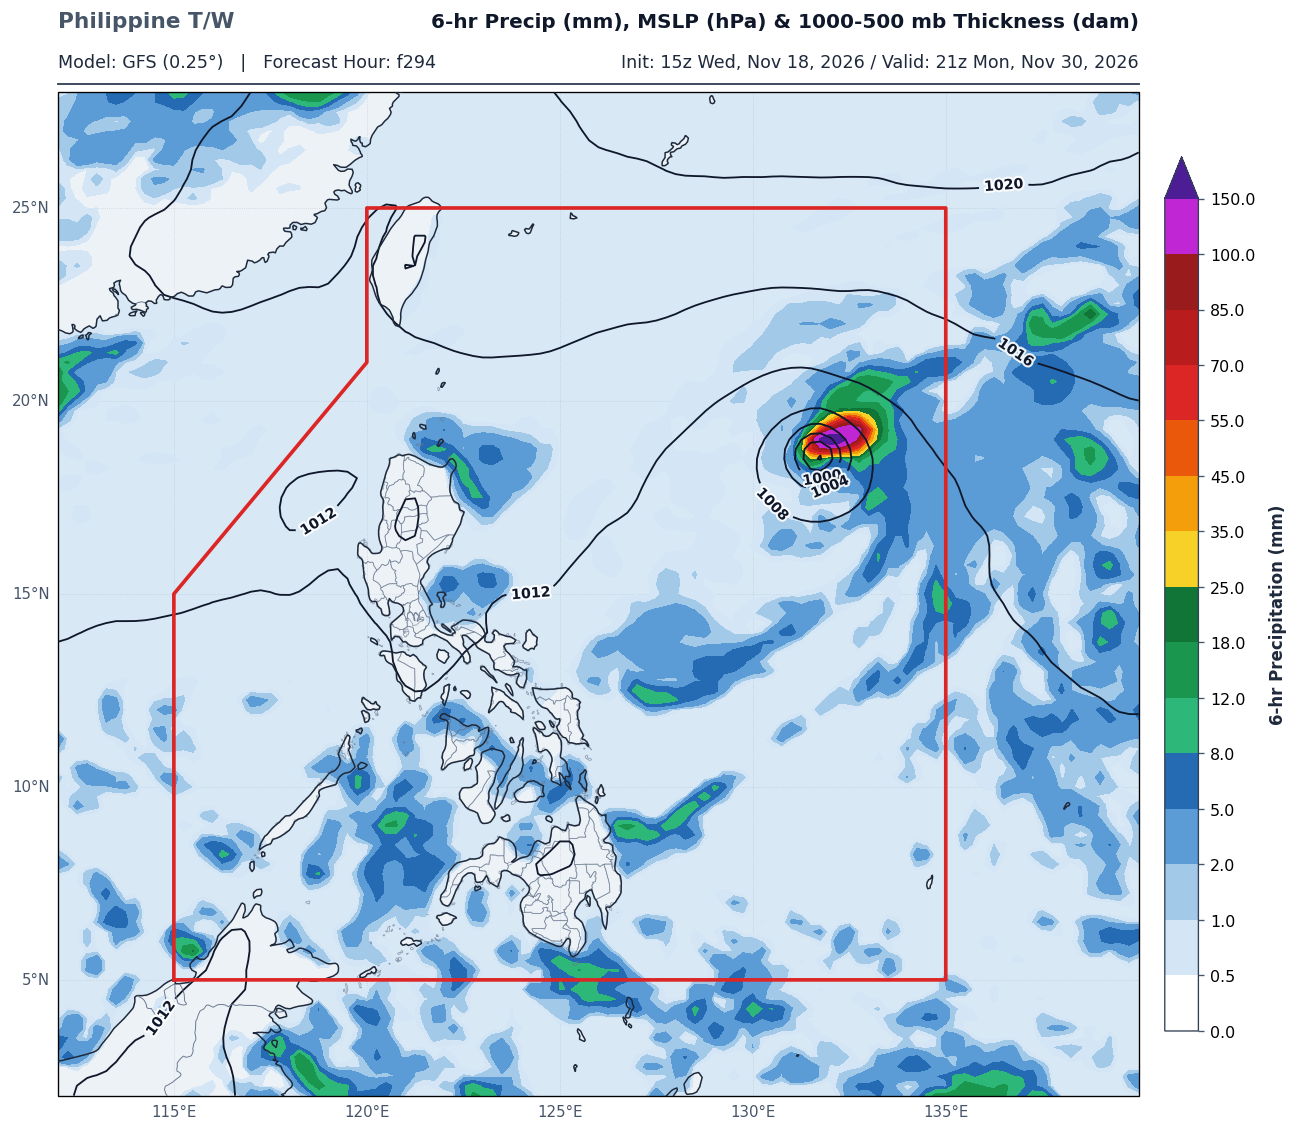 Philippine T/W
6-hr Precip (mm), MSLP (hPa) & 1000-500 mb Thickness (dam)
Model: GFS (0.25°)   |   Forecast Hour: f294
Init: 15z Wed, Nov 18, 2026 / Valid: 21z Mon, Nov 30, 2026
25°N
20°N
15°N
10°N
5°N
115°E
120°E
125°E
130°E
135°E
1020
1016
1012
1012
1012
1008
1000
1004
150.0
100.0
85.0
70.0
55.0
45.0
35.0
25.0
18.0
12.0
8.0
5.0
2.0
1.0
0.5
0.0
6-hr Precipitation (mm)